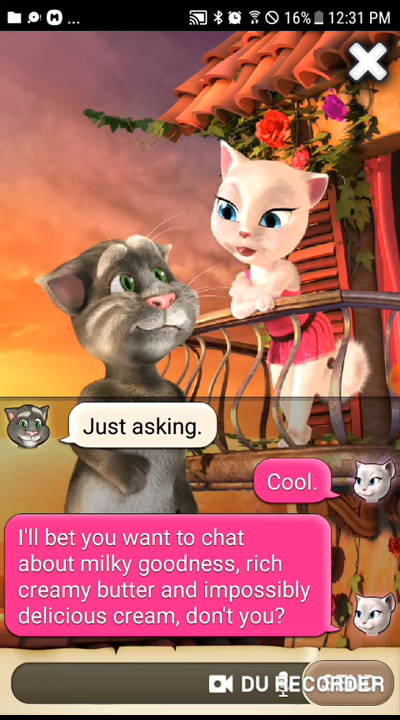 ... 16% 12:31 PM
Just asking.
Cool.
I'll bet you want to chat
about milky goodness, rich
creamy butter and impossibly
delicious cream, don't you?
DU RECORDER